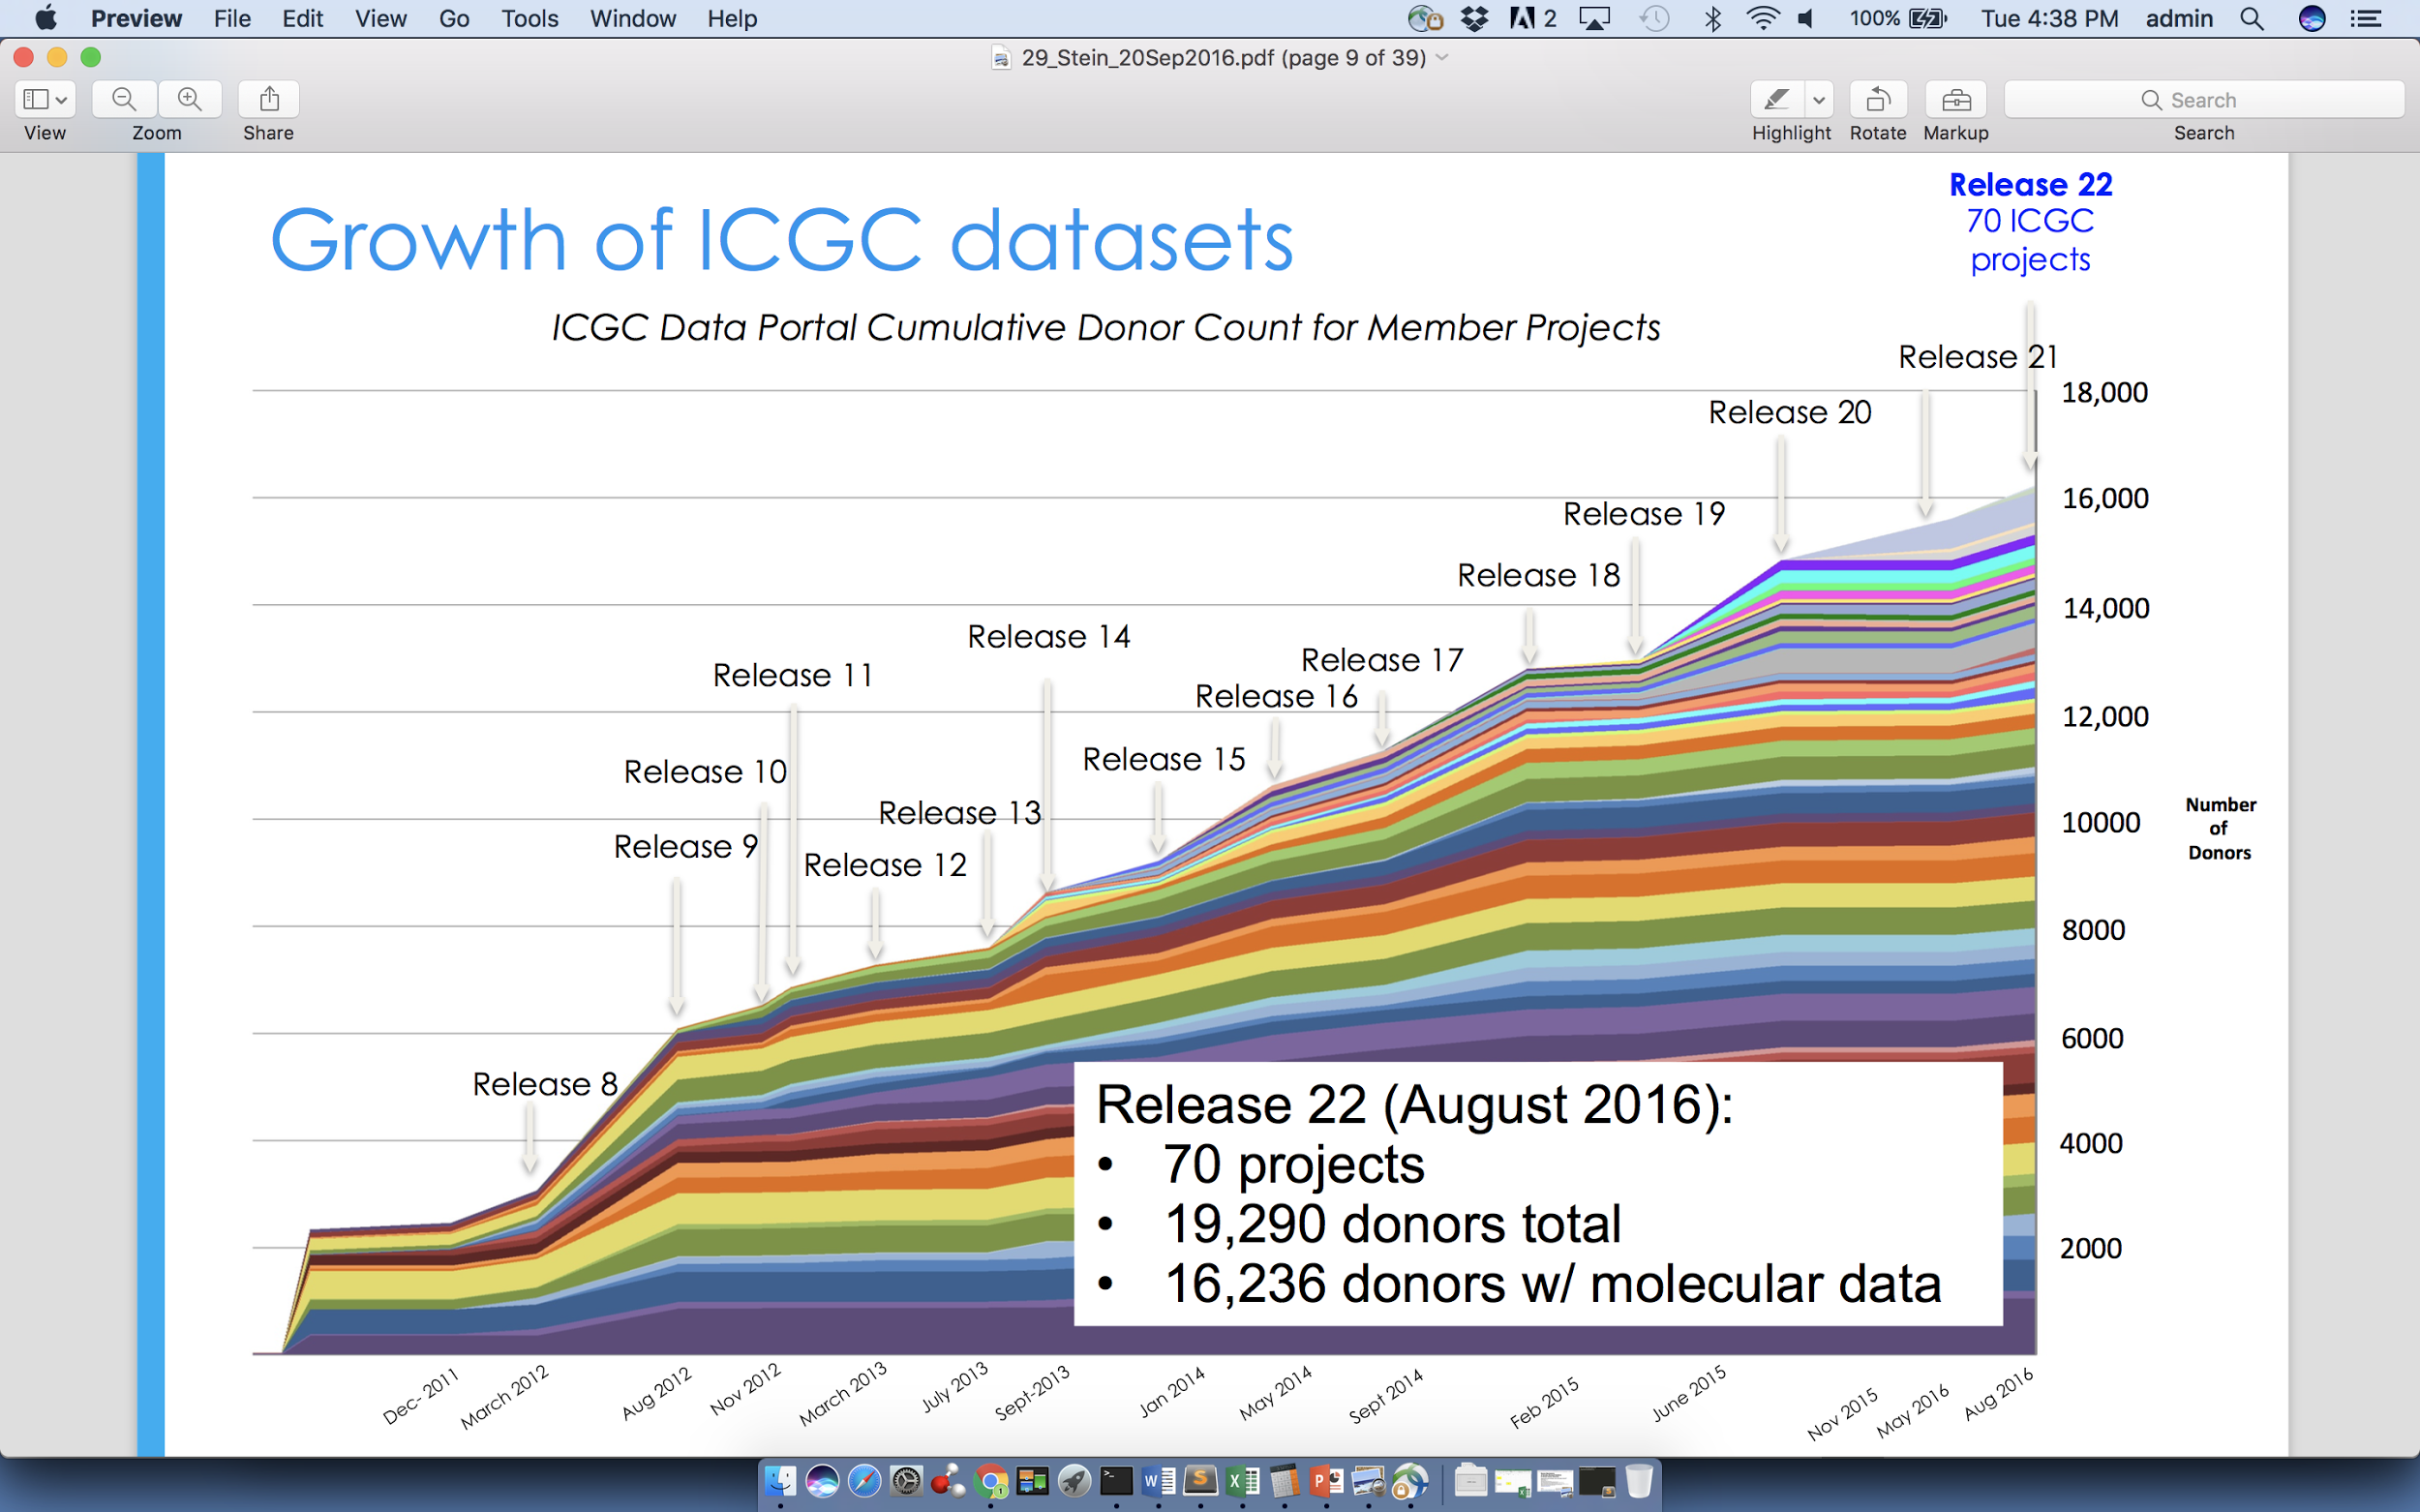 Preview File Edit View Go Tools Window Help
2 100% Tue 4:38 PM admin
29_Stein_20Sep2016.pdf (page 9 of 39)
View Zoom Share Highlight Rotate Markup Search
Search
Growth of ICGC datasets
Release 22
70 ICGC
projects
ICGC Data Portal Cumulative Donor Count for Member Projects
Release 21
Release 20
Release 19
Release 18
Release 17
Release 16
Release 15
Release 14
Release 13
Release 12
Release 11
Release 10
Release 9
Release 8
18,000
16,000
14,000
12,000
10000
8000
6000
4000
2000
Number
of
Donors
Release 22 (August 2016):
• 70 projects
• 19,290 donors total
• 16,236 donors w/ molecular data
Dec- 2011
March 2012
Aug 2012
Nov 2012
March 2013
July 2013
Sept-2013
Jan 2014
May 2014
Sept 2014
Feb 2015
June 2015
Nov 2015
May 2016
Aug 2016